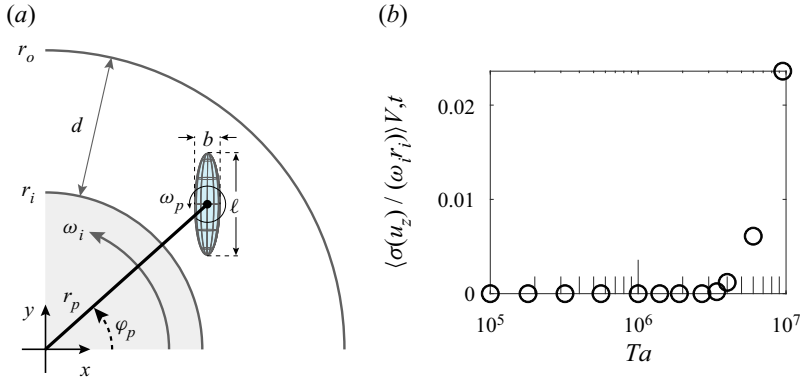 (a)
r_o
d
b
r_i
ω_p
ℓ
ω_i
r_p
y
φ_p
x
(b)
⟨σ(u_z) / (ω_i r_i)⟩V,t
0.02
0.01
0
10^5
10^6
10^7
Ta